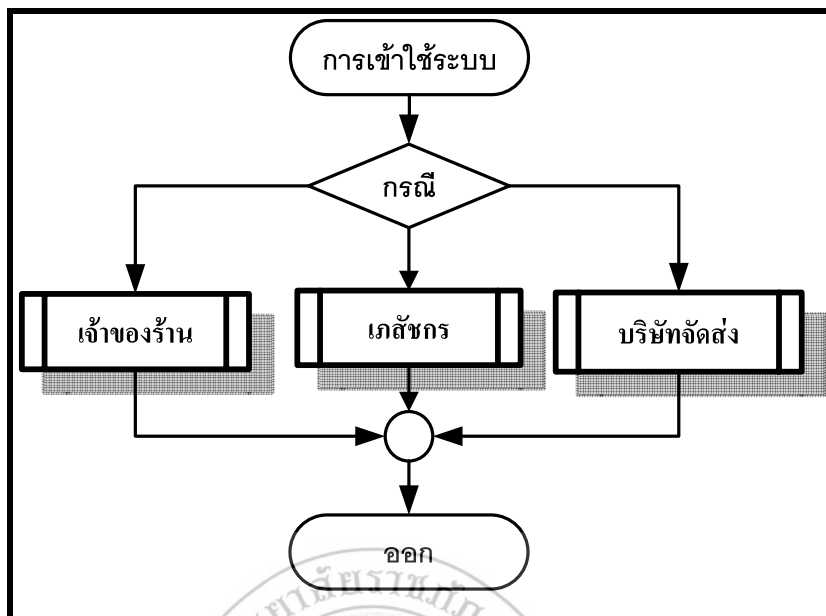 การเข้าใช้ระบบ
กรณี
เจ้าของร้าน
เภสัชกร
บริษัทจัดส่ง
ออก